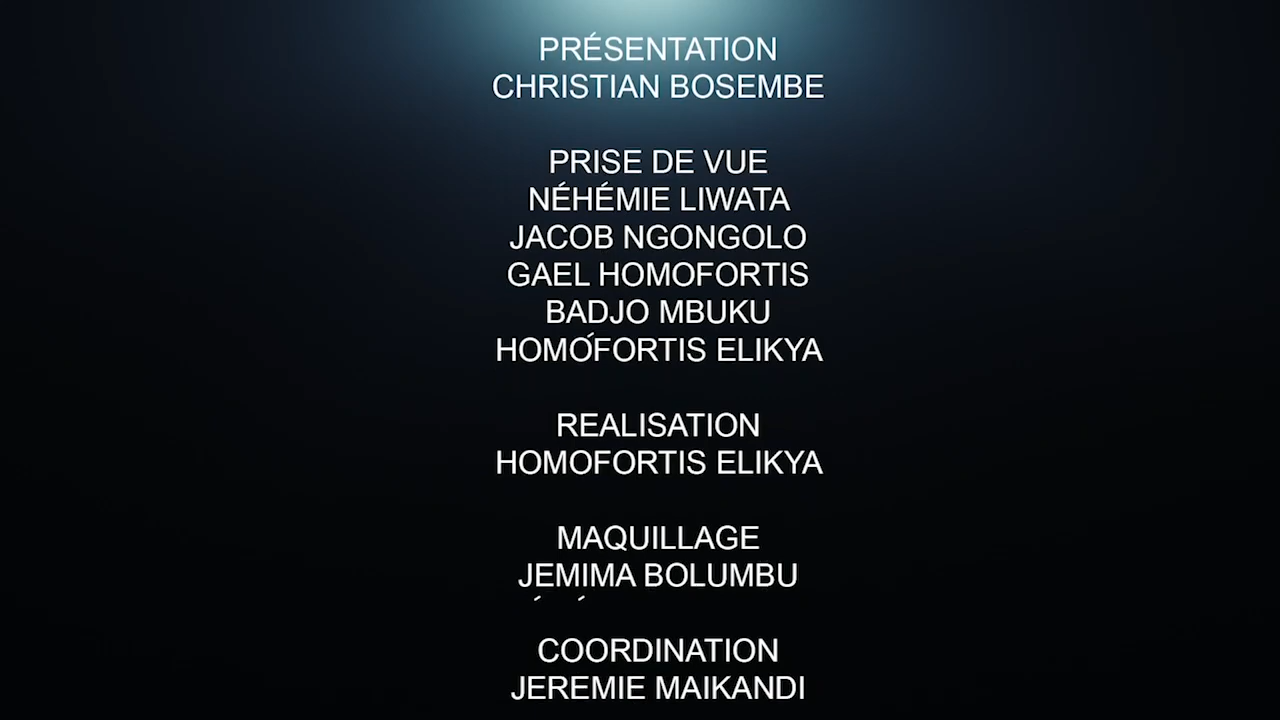 PRÉSENTATION
CHRISTIAN BOSEMBE
PRISE DE VUE
NÉHÉMIE LIWATA
JACOB NGONGOLO
GAEL HOMOFORTIS
BADJO MBUKU
HOMOFORTIS ELIKYA
REALISATION
HOMOFORTIS ELIKYA
MAQUILLAGE
JEMIMA BOLUMBU
COORDINATION
JEREMIE MAIKANDI